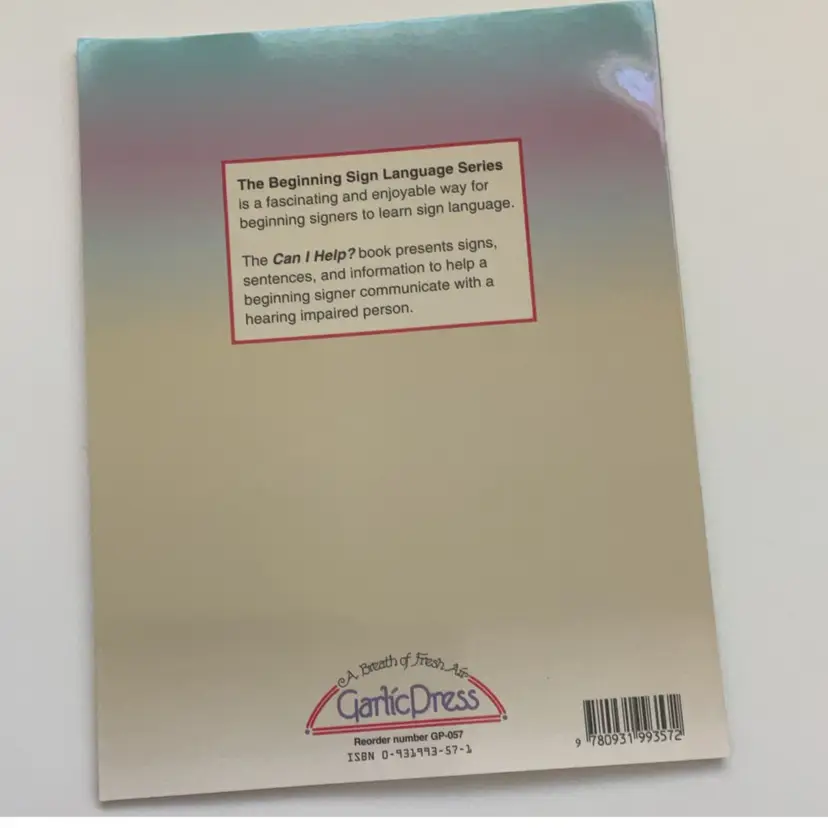 The Beginning Sign Language Series
is a fascinating and enjoyable way for
beginning signers to learn sign language.
The Can I Help? book presents signs,
sentences, and information to help a
beginning signer communicate with a
hearing impaired person.
A Breath of Fresh Air
GarlicPress
Reorder number GP-057
ISBN 0-931993-57-1
9 780931 993572